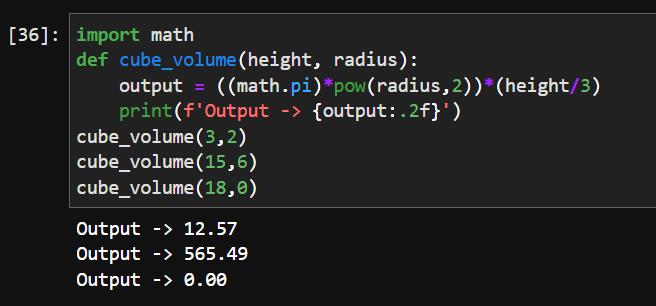 [36]: import math
def cube_volume(height, radius):
    output = ((math.pi)*pow(radius,2))*(height/3)
    print(f'Output -> {output:.2f}')
cube_volume(3,2)
cube_volume(15,6)
cube_volume(18,0)
Output -> 12.57
Output -> 565.49
Output -> 0.00